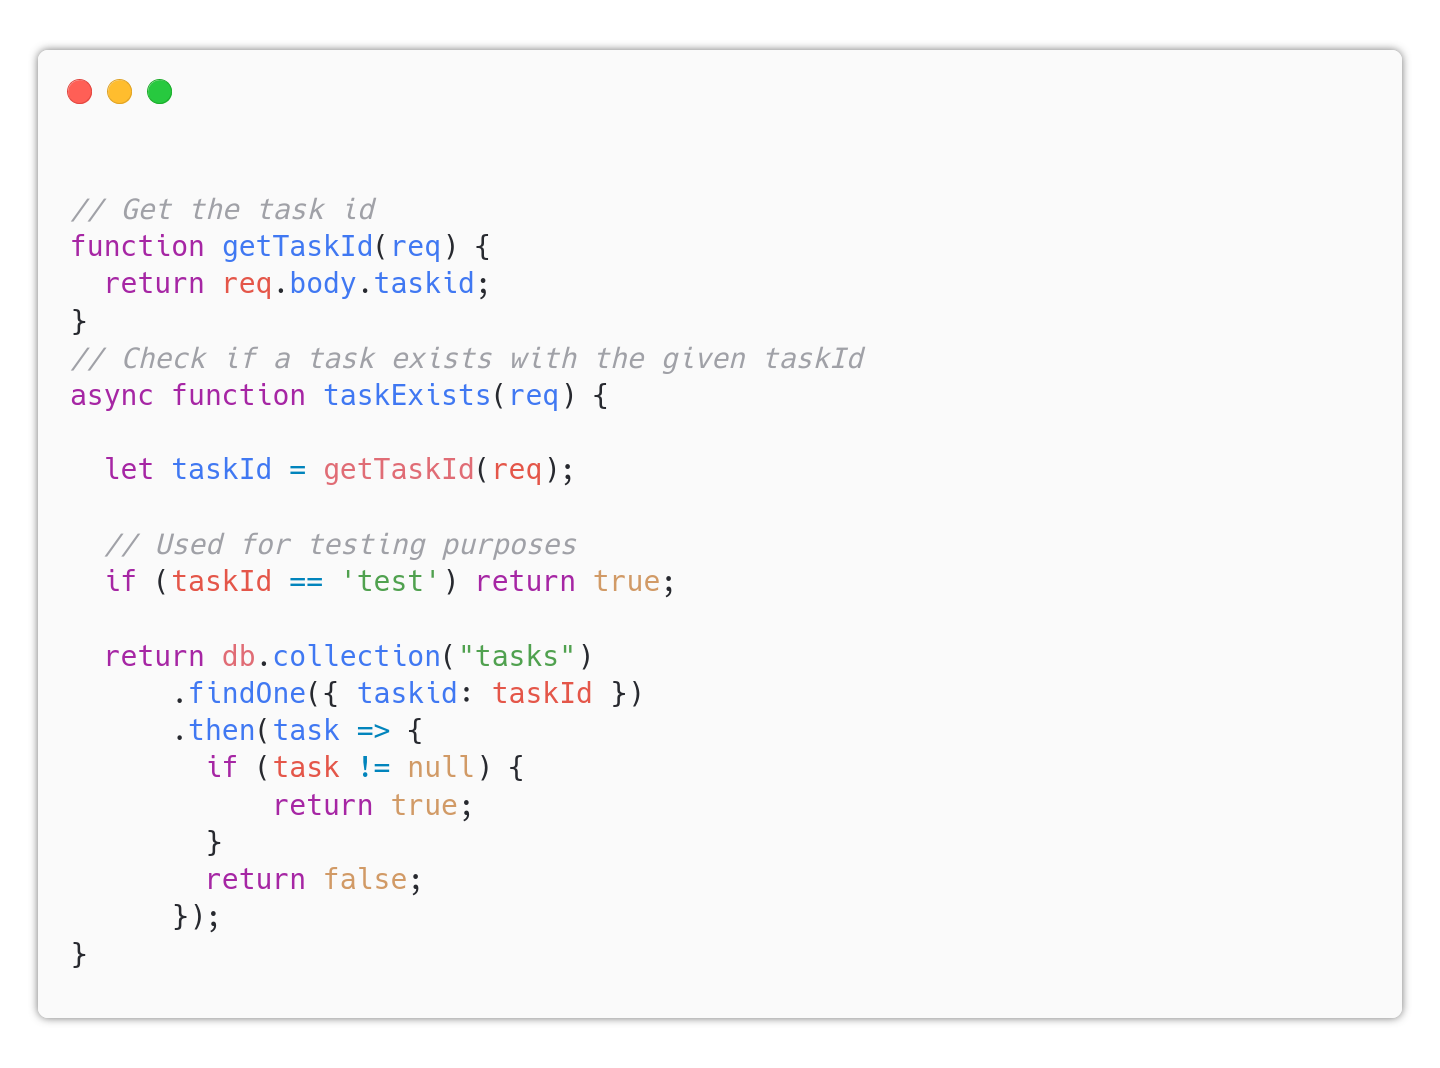 // Get the task id
function getTaskId(req) {
  return req.body.taskid;
}
// Check if a task exists with the given taskId
async function taskExists(req) {

  let taskId = getTaskId(req);

  // Used for testing purposes
  if (taskId == 'test') return true;

  return db.collection("tasks")
      .findOne({ taskid: taskId })
      .then(task => {
        if (task != null) {
            return true;
        }
        return false;
      });
}